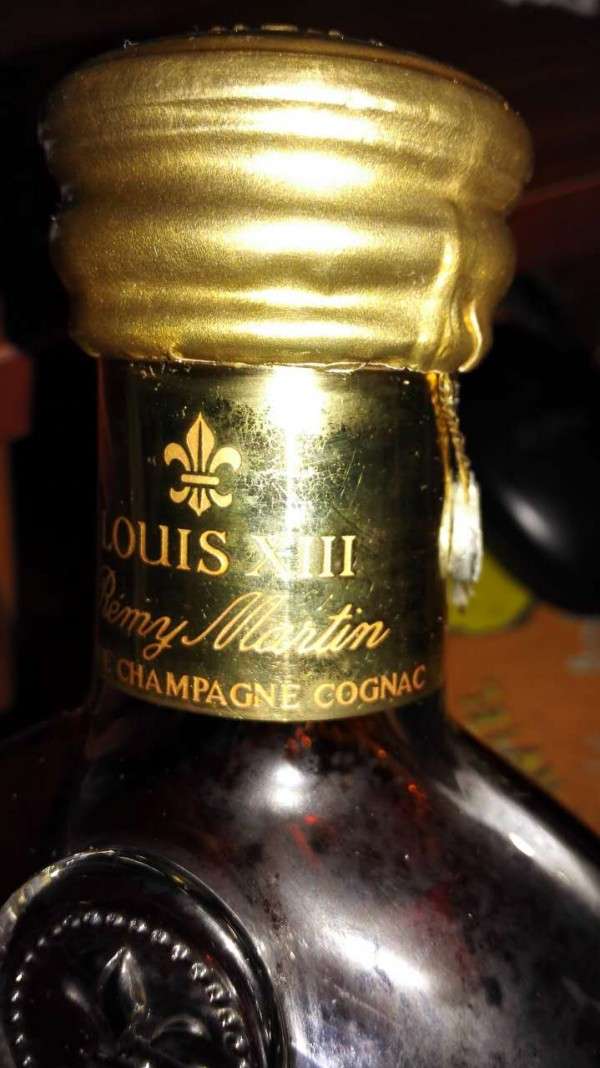 LOUIS XIII
Rémy Martin
CHAMPAGNE COGNAC